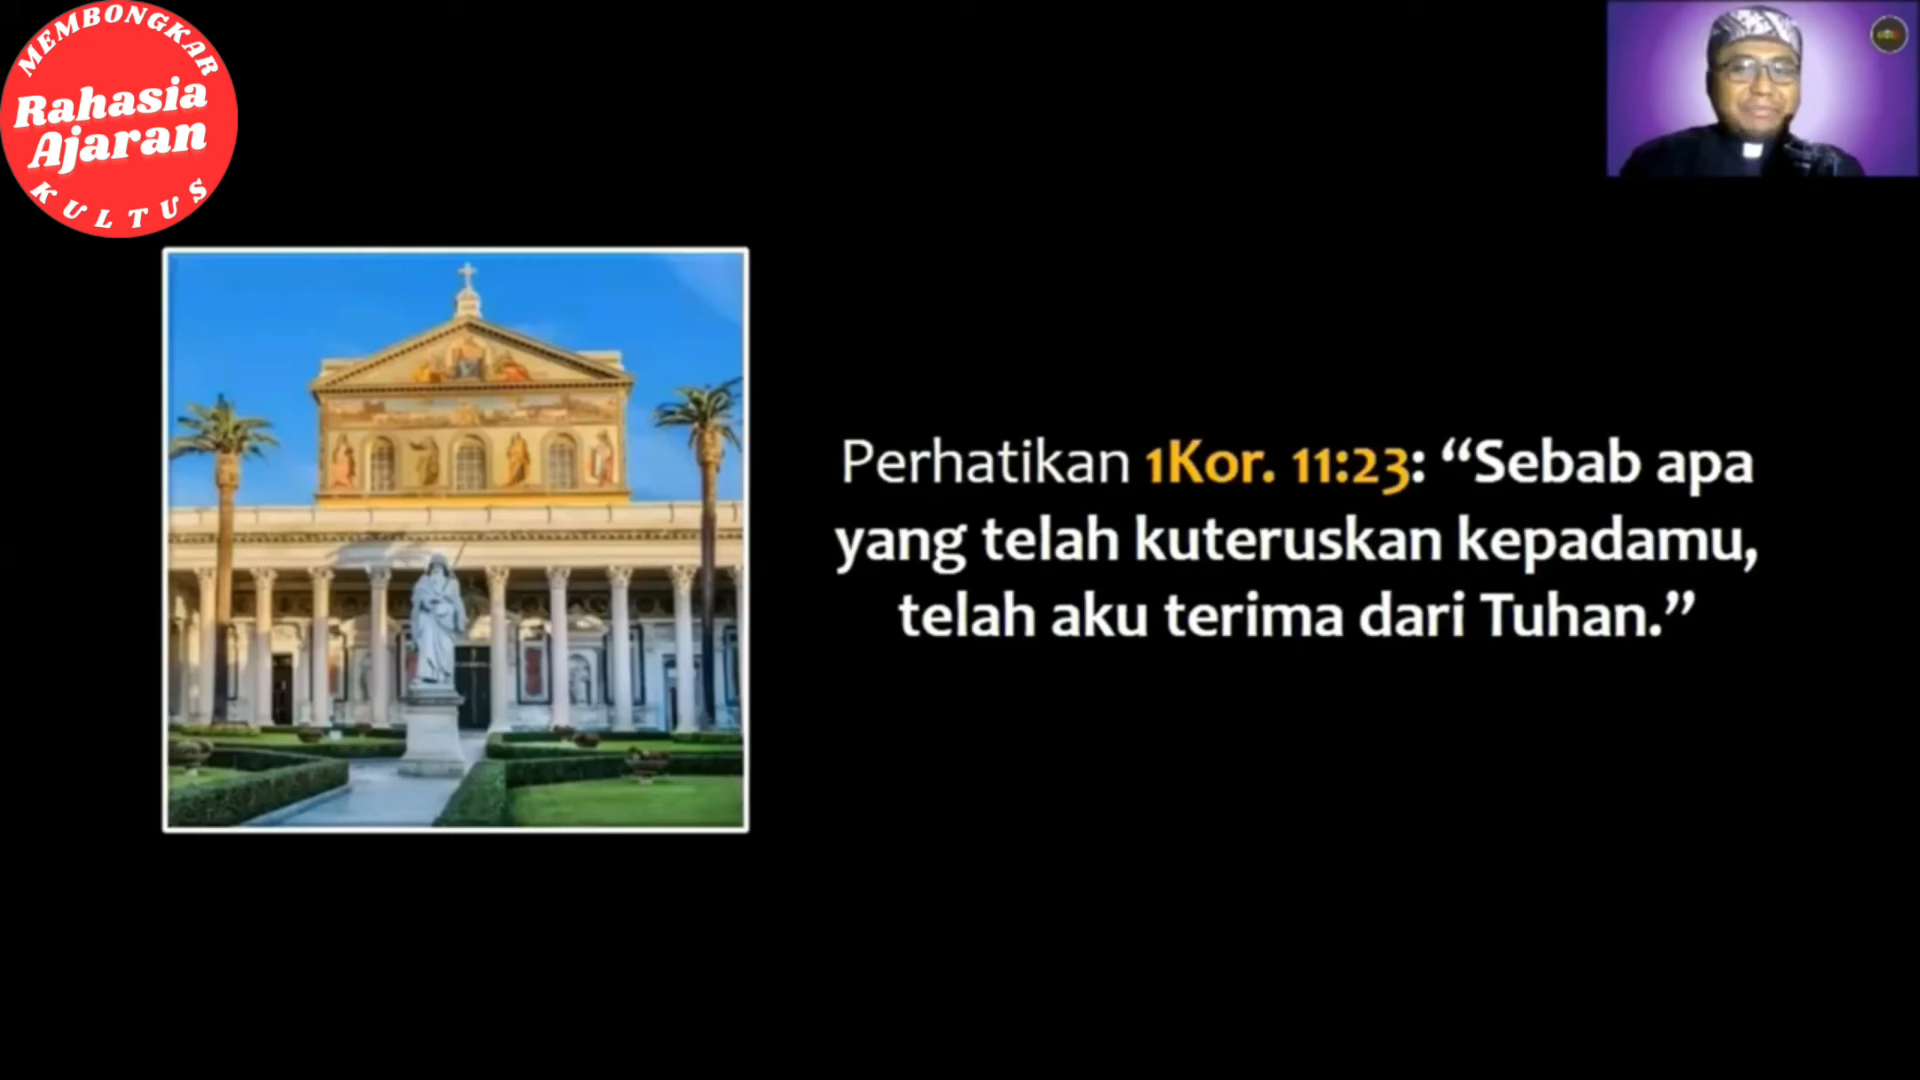 MEMBONGKAR
Rahasia
Ajaran
KULTUS
Perhatikan 1Kor. 11:23: “Sebab apa
yang telah kuteruskan kepadamu,
telah aku terima dari Tuhan.”